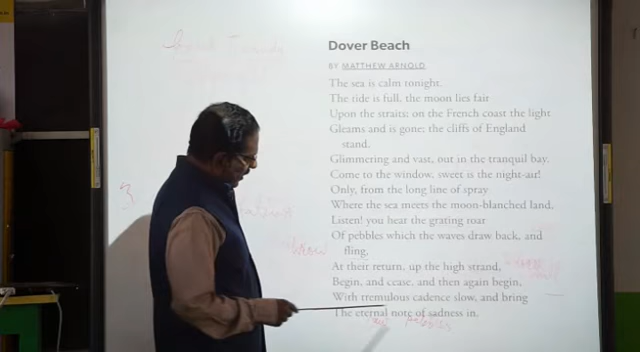 Dover Beach
BY MATTHEW ARNOLD
The sea is calm tonight.
The tide is full, the moon lies fair
Upon the straits; on the French coast the light
Gleams and is gone; the cliffs of England
stand,
Glimmering and vast, out in the tranquil bay.
Come to the window, sweet is the night-air!
Only, from the long line of spray
Where the sea meets the moon-blanched land,
Listen! you hear the grating roar
Of pebbles which the waves draw back, and
fling,
At their return, up the high strand,
Begin, and cease, and then again begin,
With tremulous cadence slow, and bring
The eternal note of sadness in.
pebbles
3